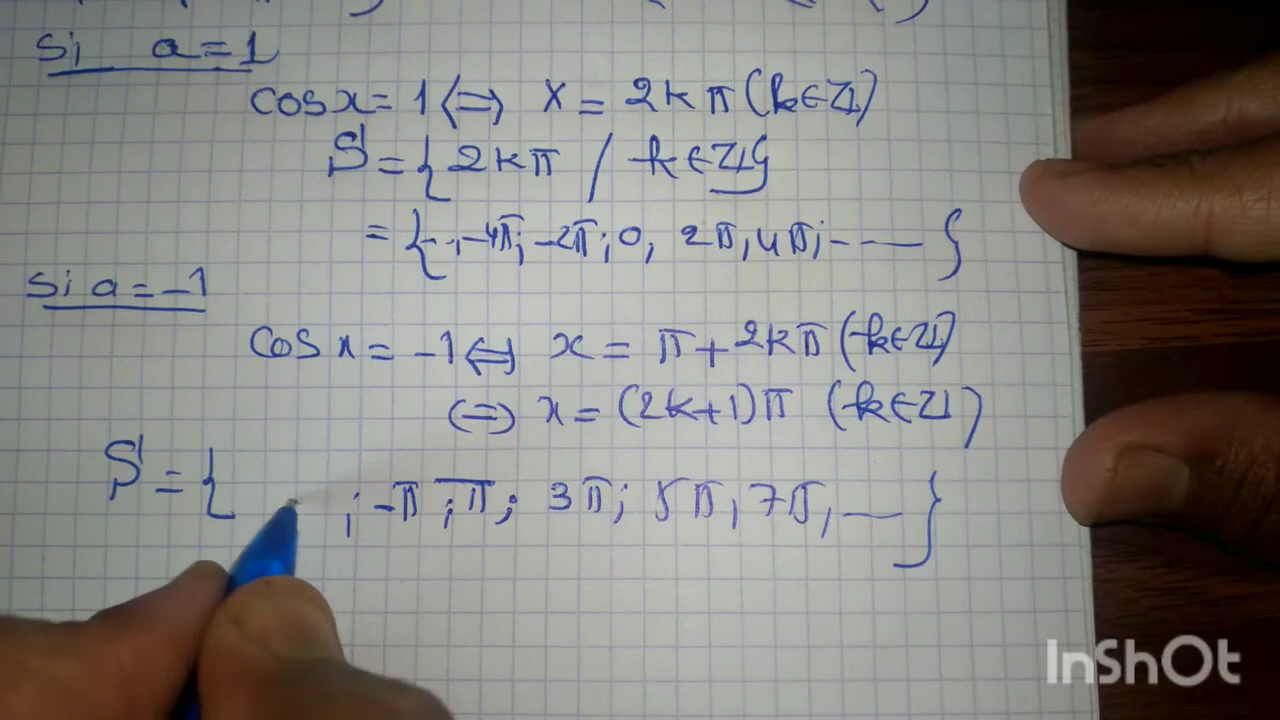 Si a = 1
cos x = 1 ⟺ x = 2kπ (k∈ℤ)
S = {2kπ / k∈ℤ}
= {-.,-4π;-2π;0, 2π,4π;-----}
Si a = -1
cos x = -1 ⟺ x = π+2kπ (k∈ℤ)
⟺ x = (2k+1)π (k∈ℤ)
S = { ;-π;π; 3π; 5π, 7π,---}
InShOt